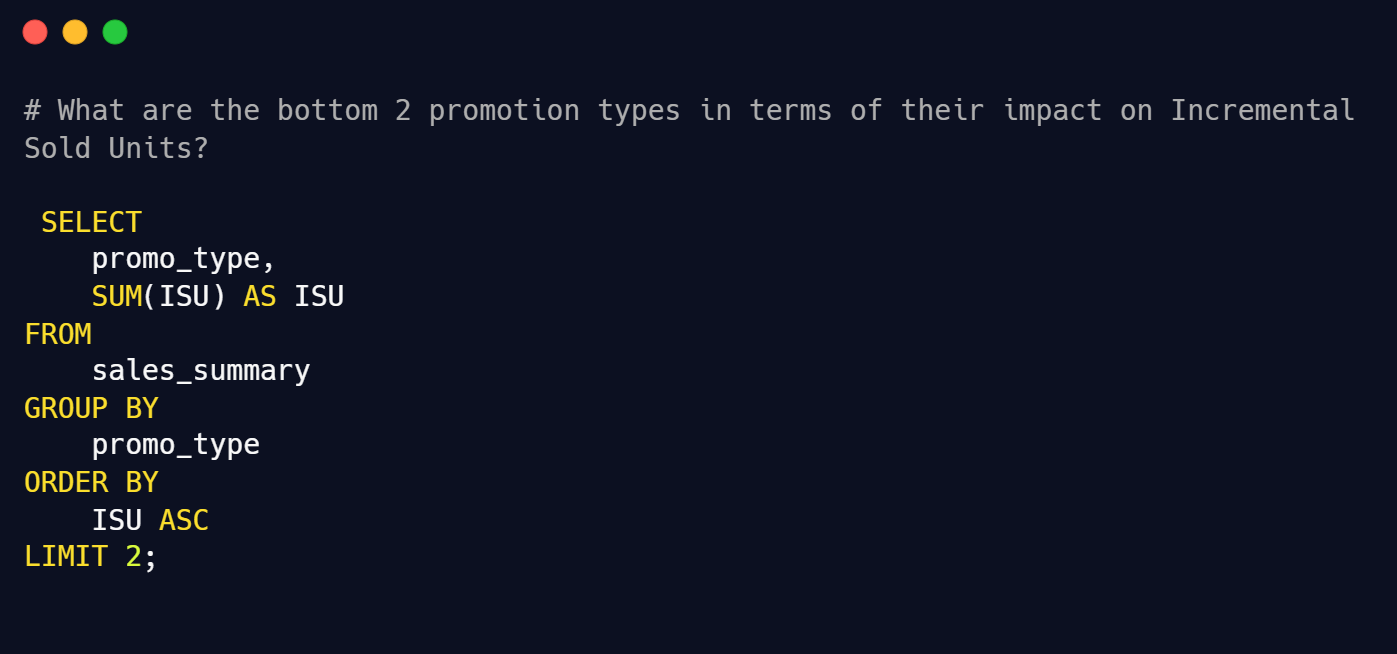 # What are the bottom 2 promotion types in terms of their impact on Incremental
Sold Units?
SELECT
promo_type,
SUM(ISU) AS ISU
FROM
sales_summary
GROUP BY
promo_type
ORDER BY
ISU ASC
LIMIT 2;